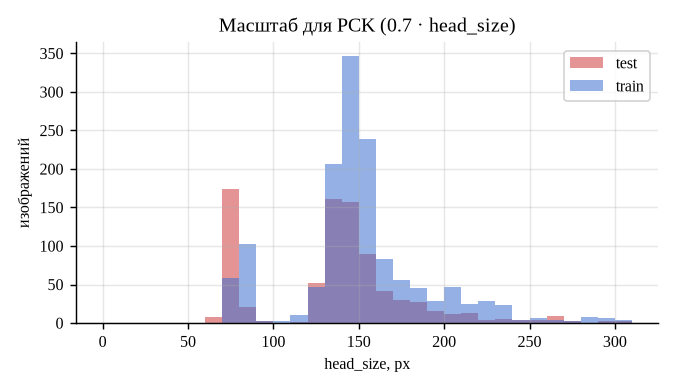 Масштаб для PCK (0.7 · head_size)
test
train
изображений
350
300
250
200
150
100
50
0
0 50 100 150 200 250 300
head_size, px